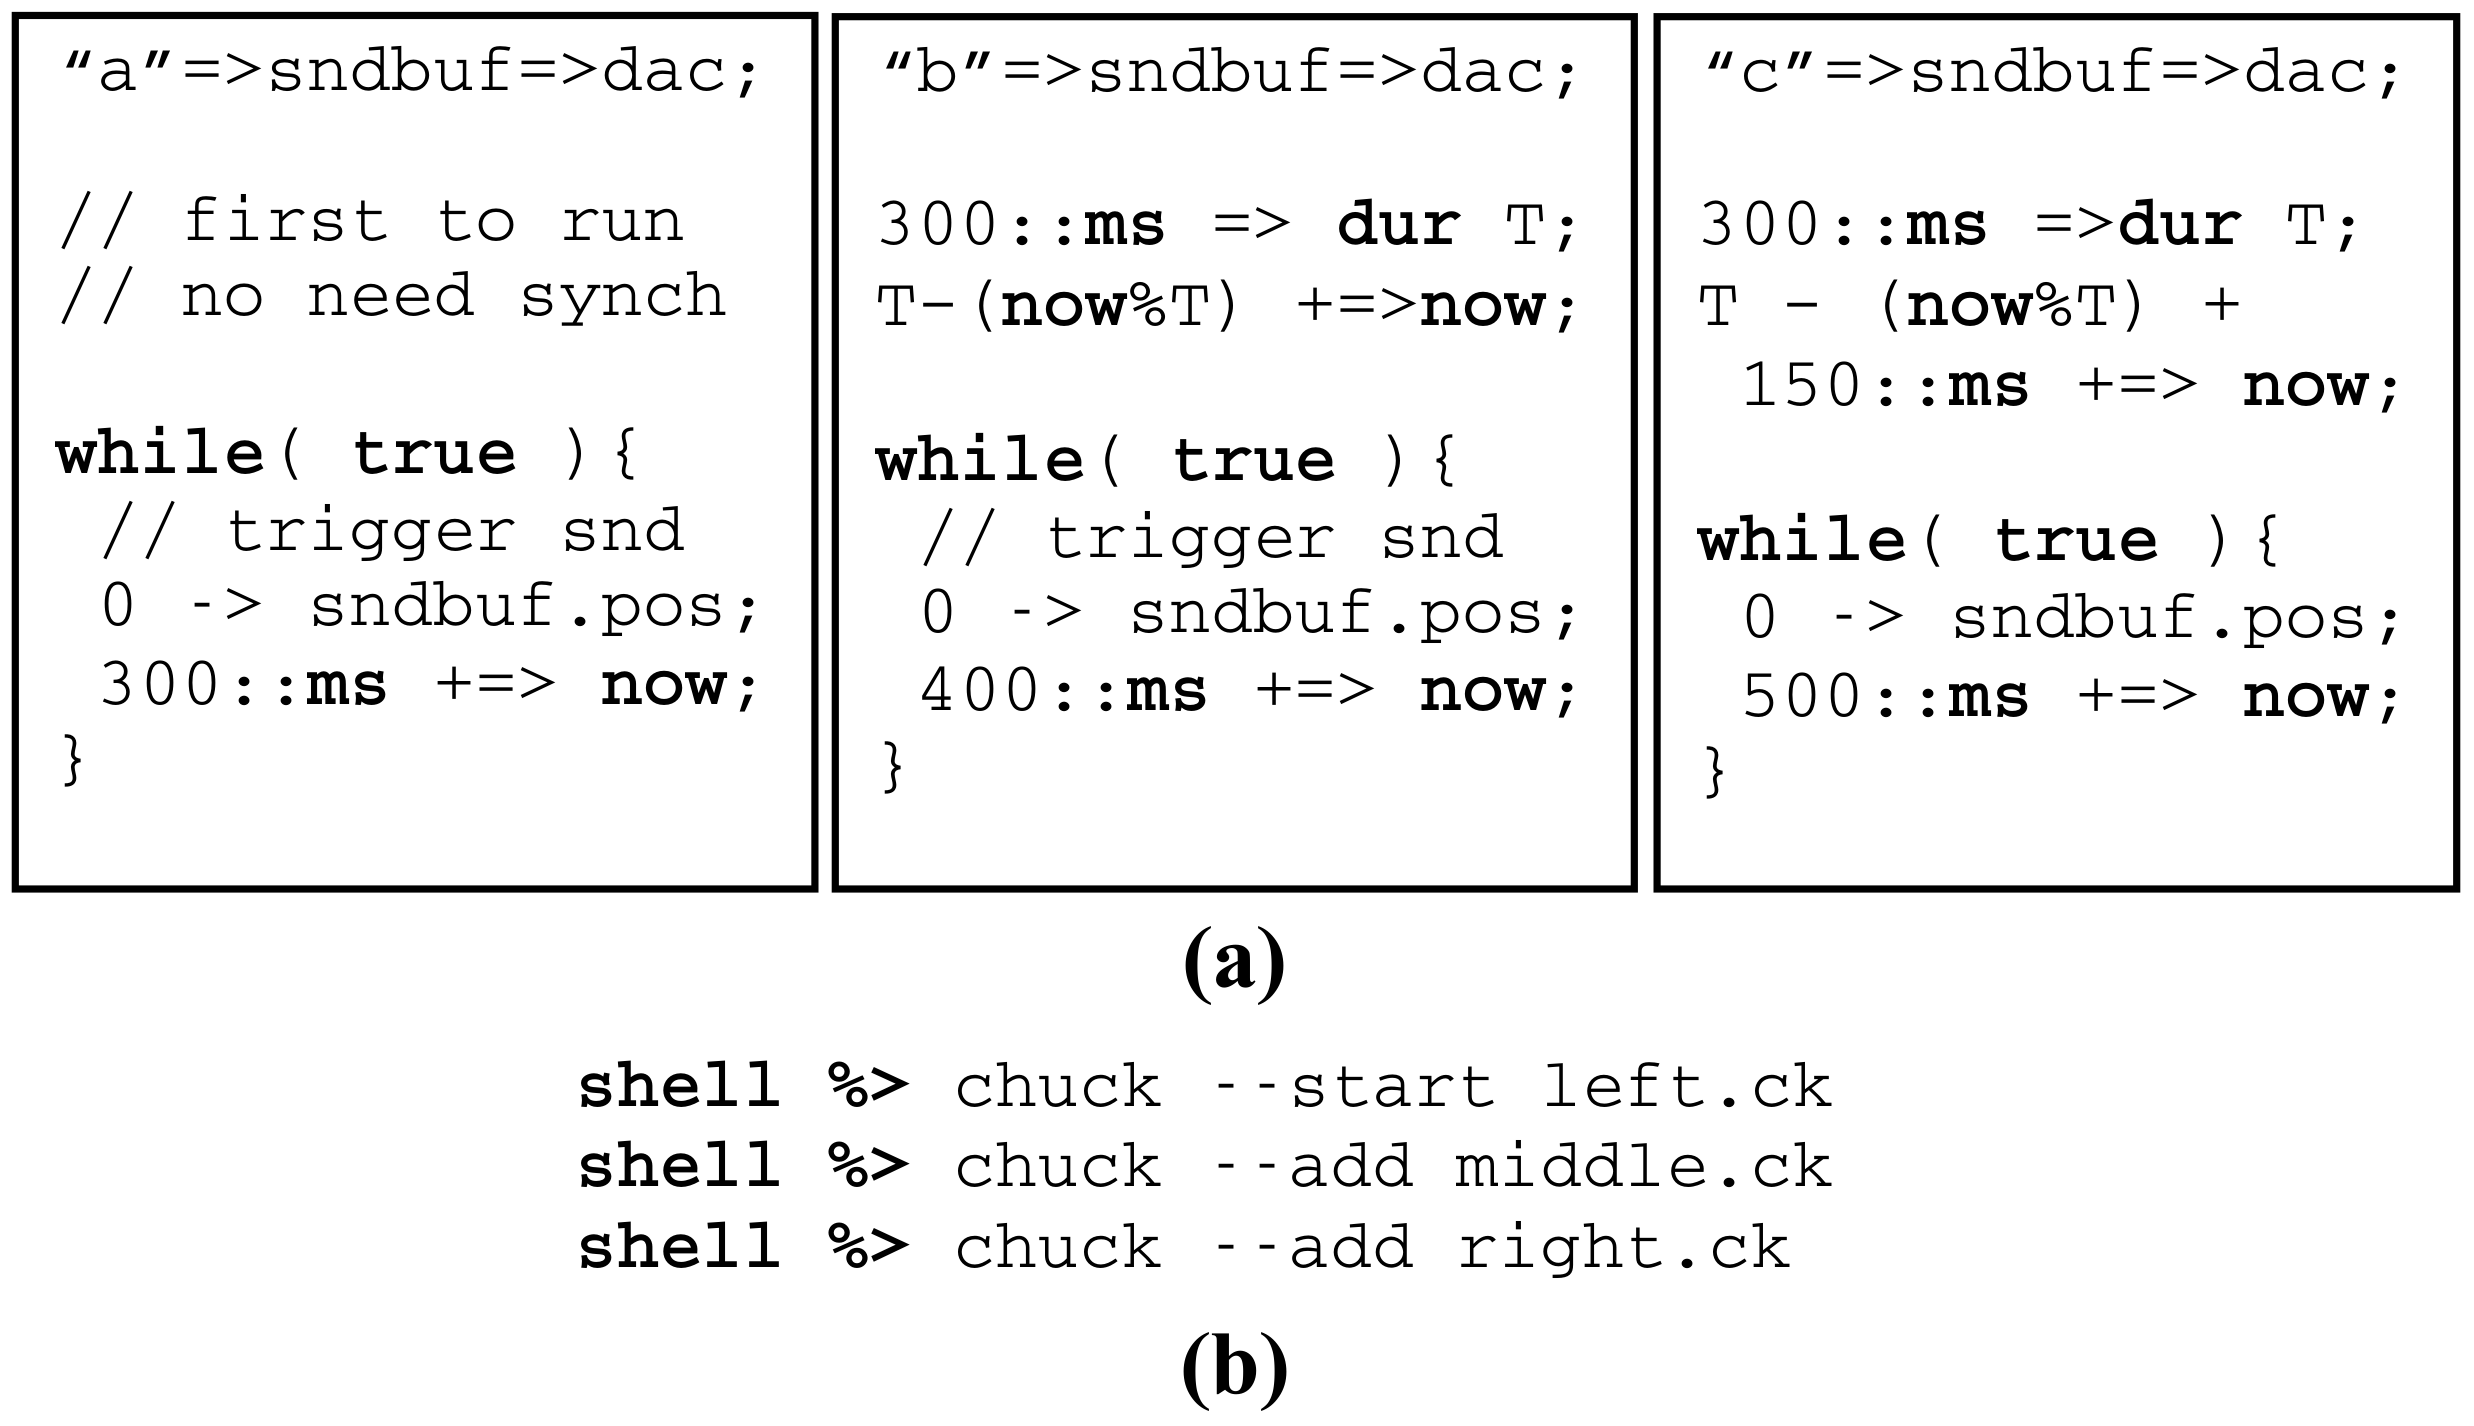 “a”=>sndbuf=>dac;
// first to run
// no need synch
while( true ){
// trigger snd
0 -> sndbuf.pos;
300::ms +=> now;
}
“b”=>sndbuf=>dac;
300::ms => dur T;
T–(now%T) +=>now;
while( true ){
// trigger snd
0 -> sndbuf.pos;
400::ms +=> now;
}
“c”=>sndbuf=>dac;
300::ms =>dur T;
T – (now%T) +
150::ms +=> now;
while( true ){
0 -> sndbuf.pos;
500::ms +=> now;
}
(a)
shell %> chuck --start left.ck
shell %> chuck --add middle.ck
shell %> chuck --add right.ck
(b)